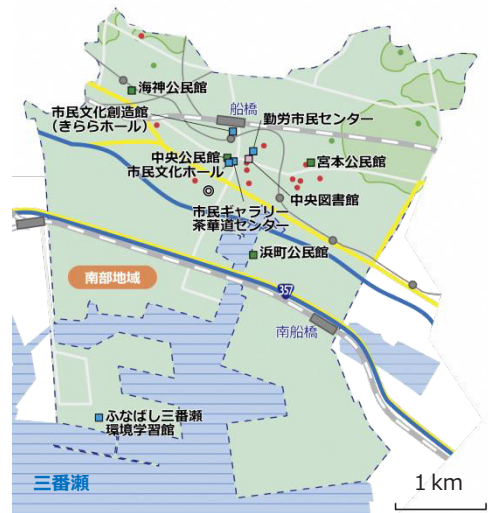 海神公民館
船橋
市民文化創造館
(きららホール)
勤労市民センター
中央公民館
市民文化ホール
宮本公民館
中央図書館
市民ギャラリー
茶華道センター
浜町公民館
南部地域
357
南船橋
ふなばし三番瀬
環境学習館
三番瀬
1km